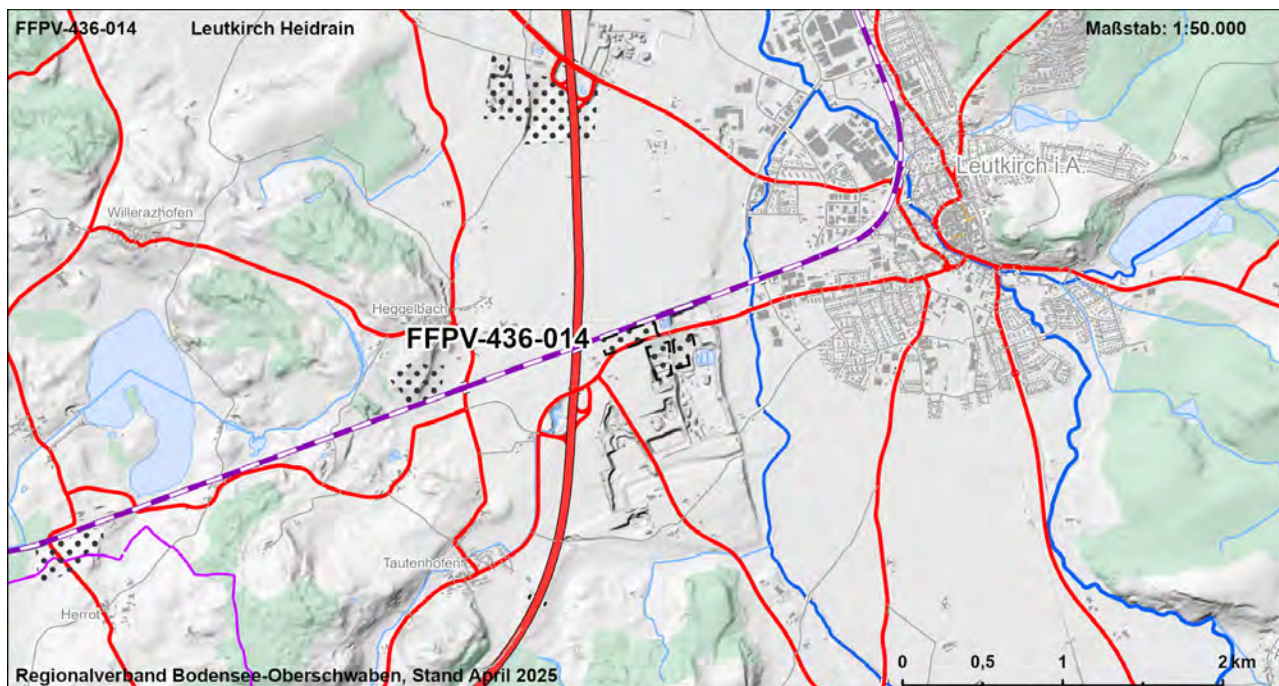 FFPV-436-014 Leutkirch Heidrain Maßstab: 1:50.000
Leutkirch i.A.
Willerazhofen
Heggelbach
FFPV-436-014
Tautenhofen
Herrot
0 0,5 1 2 km
Regionalverband Bodensee-Oberschwaben, Stand April 2025